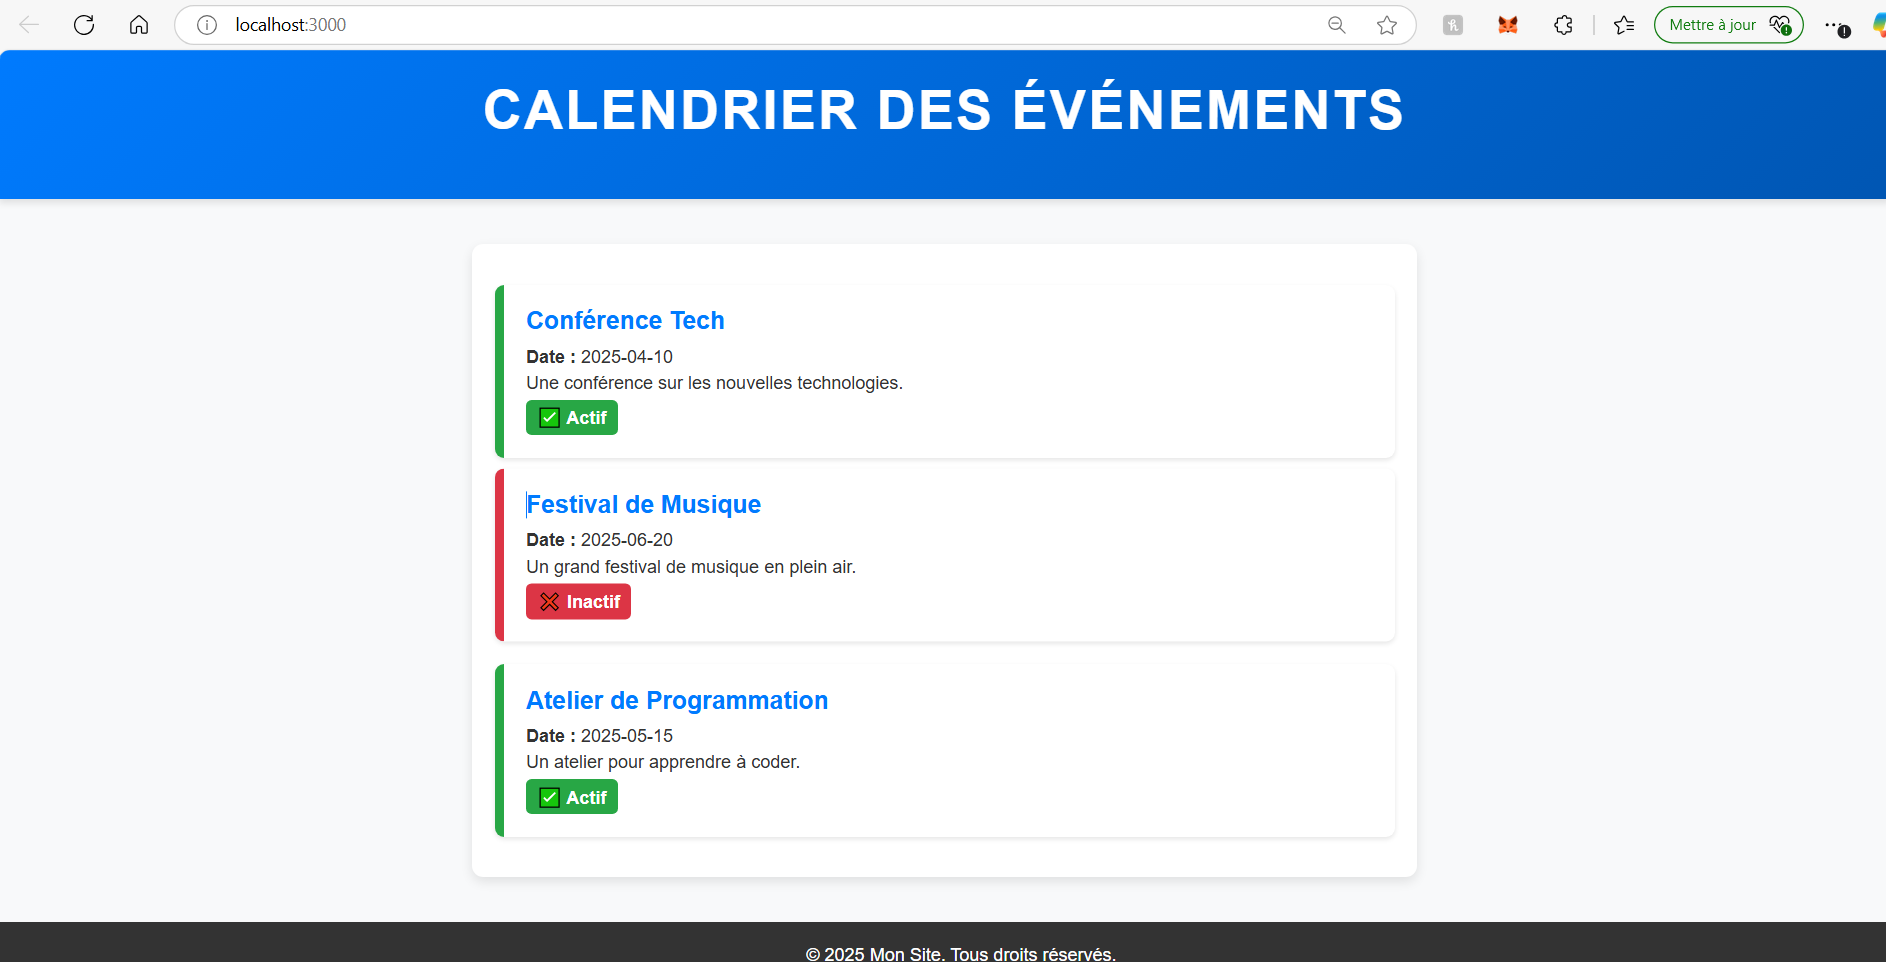 localhost:3000
Mettre à jour
CALENDRIER DES ÉVÉNEMENTS
Conférence Tech
Date : 2025-04-10
Une conférence sur les nouvelles technologies.
✅ Actif
Festival de Musique
Date : 2025-06-20
Un grand festival de musique en plein air.
❌ Inactif
Atelier de Programmation
Date : 2025-05-15
Un atelier pour apprendre à coder.
✅ Actif
© 2025 Mon Site. Tous droits réservés.